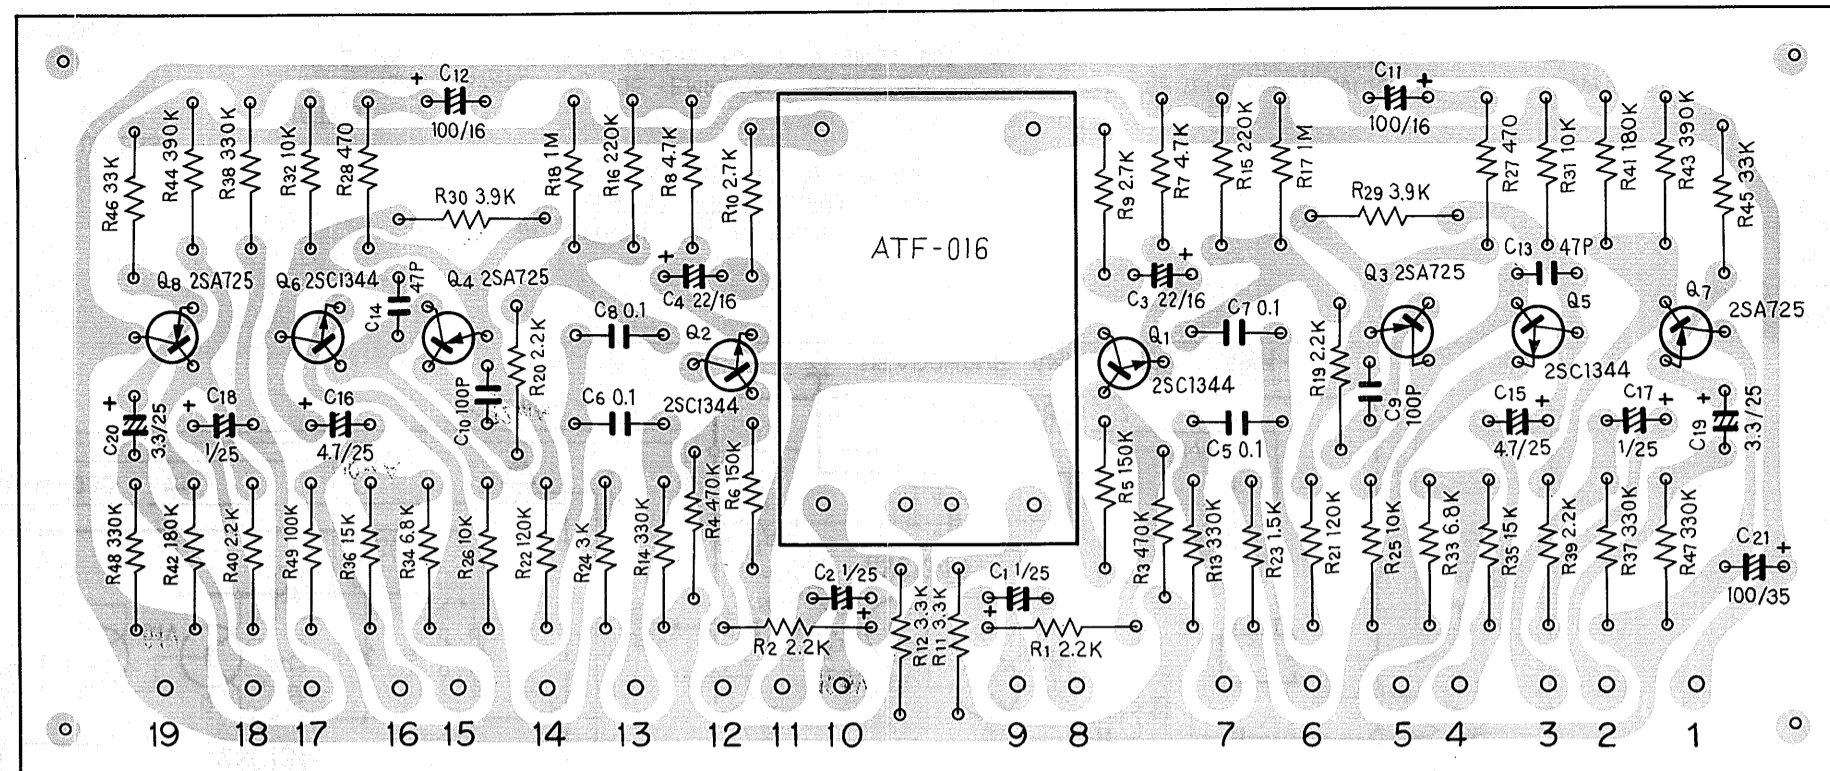 C12
100/16
C11
100/16
R46 33K
R44 390K
R38 330K
R32 10K
R28 470
R30 3.9K
R18 1M
R16 220K
R8 4.7K
R10 2.7K
ATF-016
R9 2.7K
R7 4.7K
R15 220K
R17 1M
R29 3.9K
R27 470
R31 10K
R41 180K
R43 390K
R45 33K
Q8 2SA725
Q6 2SC1344
C14 47P
Q4 2SA725
C4 22/16
C3 22/16
Q3 2SA725
C13 47P
Q5
2SC1344
Q7
2SA725
R20 2.2K
C8 0.1
Q2
2SC1344
C7 0.1
Q1
2SC1344
R19 2.2K
C20 3.3/25
C18
1/25
C16
4.7/25
C10 100P
C6 0.1
C5 0.1
C9 100P
C15
4.7/25
C17
1/25
C19 3.3/25
R48 330K
R42 180K
R40 2.2K
R49 100K
R36 15K
R34 6.8K
R26 10K
R22 120K
R24 3K
R14 330K
R4 470K
R6 150K
R5 150K
R3 470K
R13 330K
R23 1.5K
R21 120K
R25 10K
R33 6.8K
R35 15K
R39 2.2K
R37 330K
R47 330K
C21
100/35
C2 1/25
C1 1/25
R2 2.2K
R12 3.3K
R11 3.3K
R1 2.2K
19 18 17 16 15 14 13 12 11 10 9 8 7 6 5 4 3 2 1